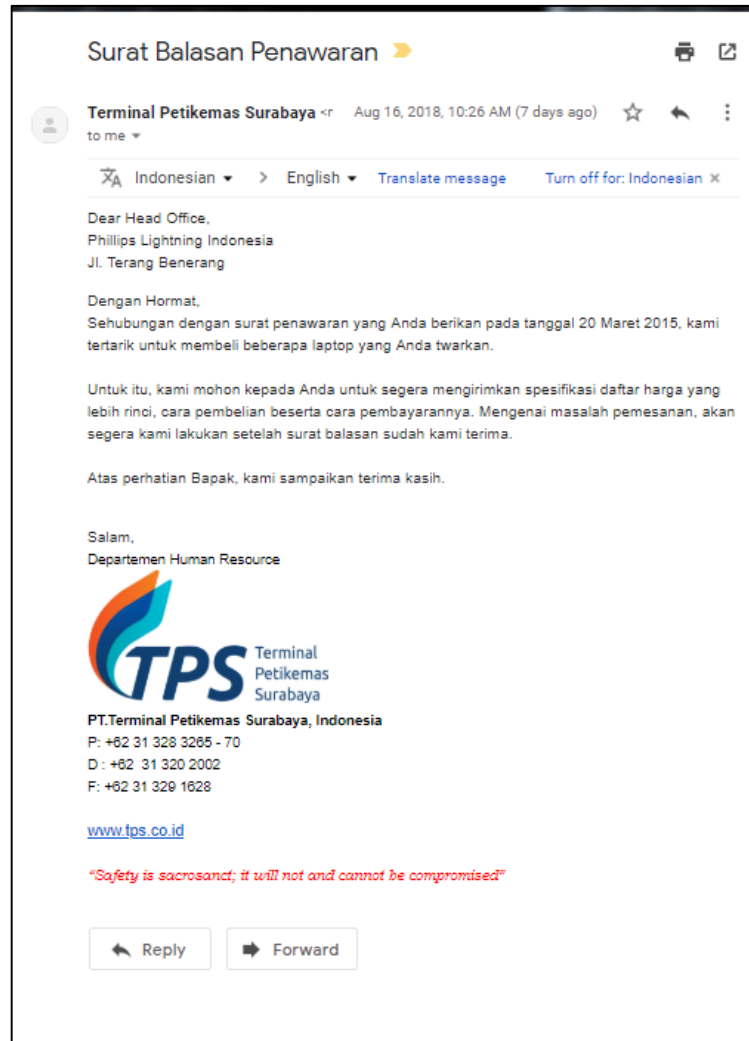 Surat Balasan Penawaran
Terminal Petikemas Surabaya <r Aug 16, 2018, 10:26 AM (7 days ago)
to me
Indonesian > English Translate message Turn off for: Indonesian ×
Dear Head Office,
Phillips Lightning Indonesia
Jl. Terang Benerang
Dengan Hormat,
Sehubungan dengan surat penawaran yang Anda berikan pada tanggal 20 Maret 2015, kami
tertarik untuk membeli beberapa laptop yang Anda twarkan.
Untuk itu, kami mohon kepada Anda untuk segera mengirimkan spesifikasi daftar harga yang
lebih rinci, cara pembelian beserta cara pembayarannya. Mengenai masalah pemesanan, akan
segera kami lakukan setelah surat balasan sudah kami terima.
Atas perhatian Bapak, kami sampaikan terima kasih.
Salam,
Departemen Human Resource
TPS Terminal
Petikemas
Surabaya
PT.Terminal Petikemas Surabaya, Indonesia
P: +62 31 328 3265 - 70
D : +62 31 320 2002
F: +62 31 329 1628
www.tps.co.id
"Safety is sacrosanct; it will not and cannot be compromised"
Reply Forward